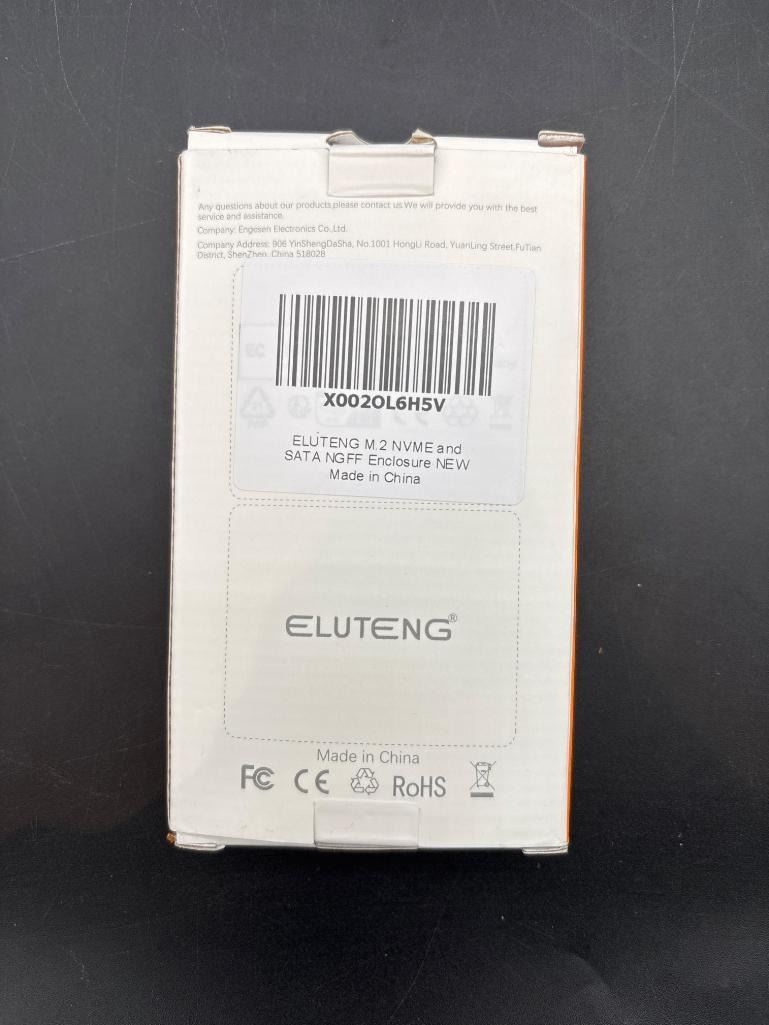 Any questions about our products,please contact us.We will provide you with the best
service and assistance.
Company: Engesen Electronics Co.,Ltd.
Company Address: 906 YinShengDaSha, No.1001 HongLi Road, YuanLing Street.FuTian
District, ShenZhen, China 518028
X002OL6H5V
ELUTENG M.2 NVME and
SATA NGFF Enclosure NEW
Made in China
ELUTENG®
Made in China
FC CE RoHS